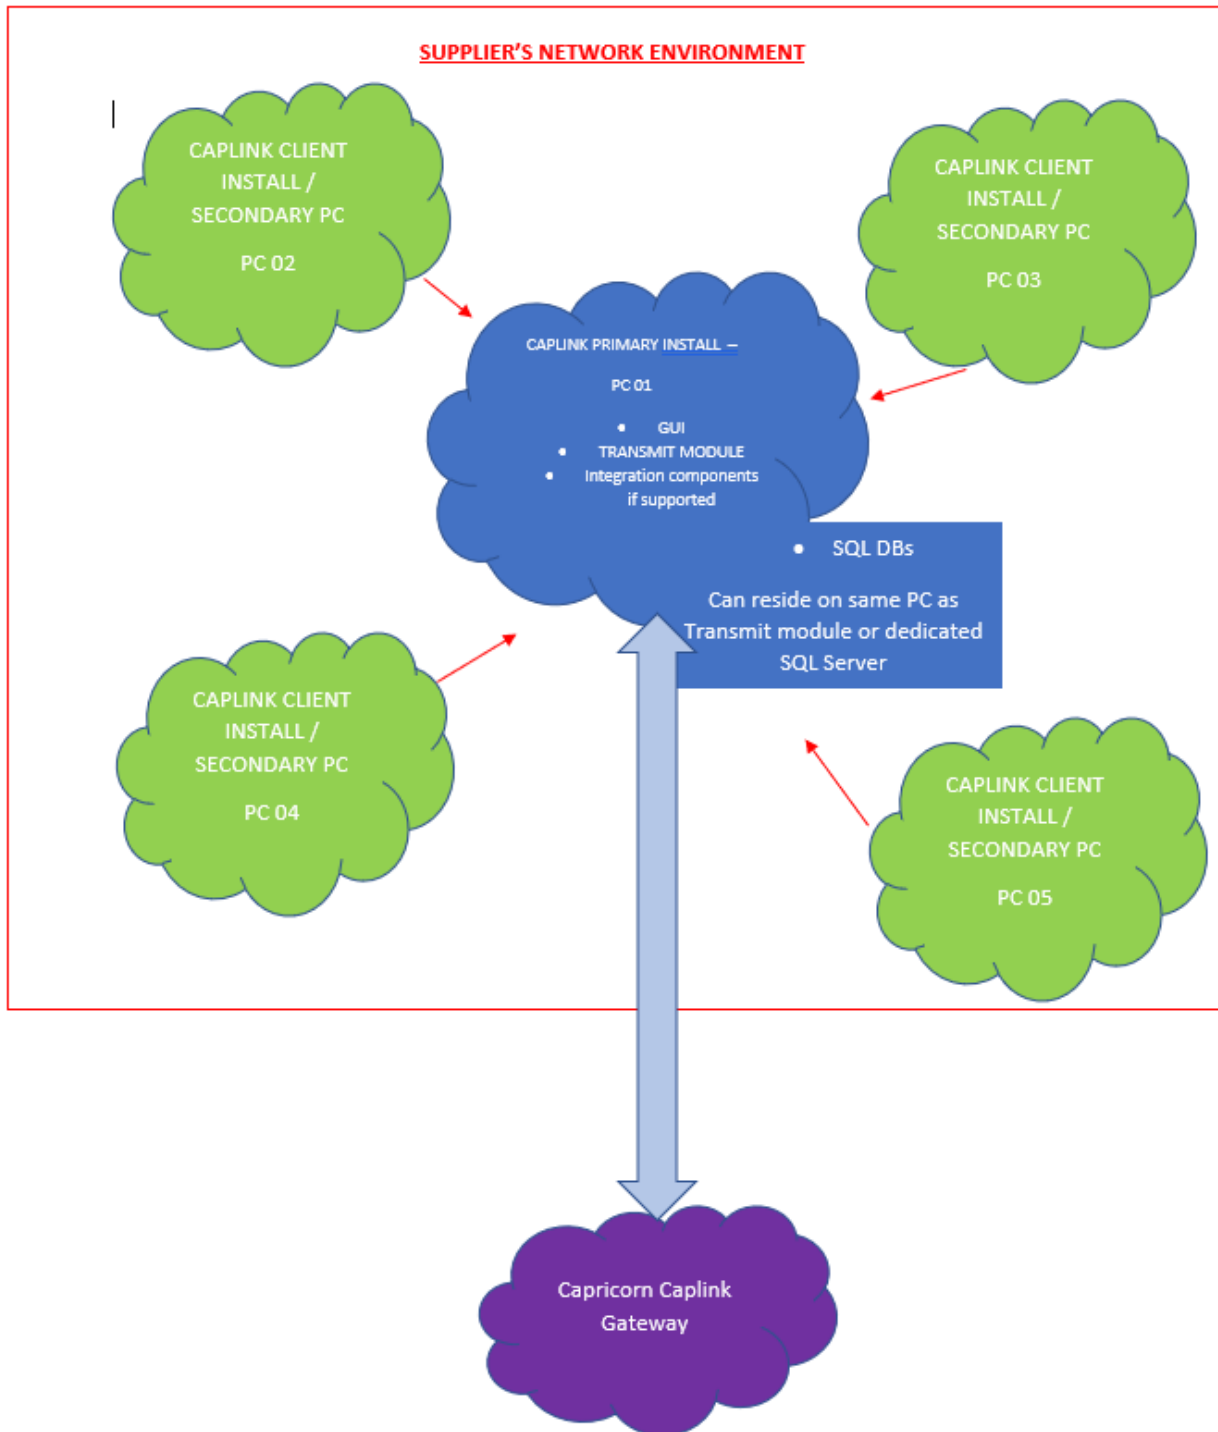 SUPPLIER'S NETWORK ENVIRONMENT
CAPLINK CLIENT
INSTALL /
SECONDARY PC
PC 02
CAPLINK CLIENT
INSTALL /
SECONDARY PC
PC 03
CAPLINK PRIMARY INSTALL –
PC 01
• GUI
• TRANSMIT MODULE
• Integration components
if supported
• SQL DBs
Can reside on same PC as
Transmit module or dedicated
SQL Server
CAPLINK CLIENT
INSTALL /
SECONDARY PC
PC 04
CAPLINK CLIENT
INSTALL /
SECONDARY PC
PC 05
Capricorn Caplink
Gateway